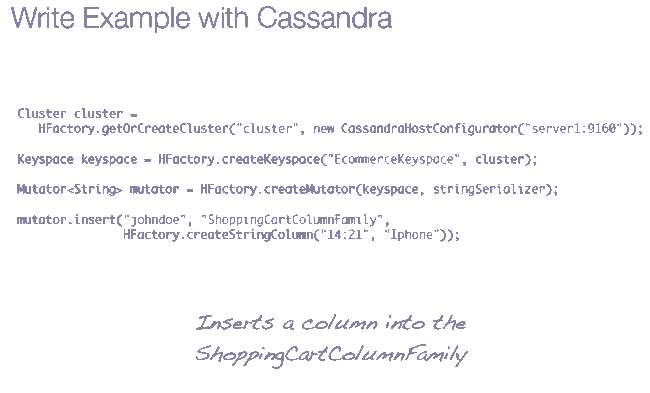 Write Example with Cassandra
Cluster cluster =
HFactory.getOrCreateCluster("cluster", new CassandraHostConfigurator("server1:9160"));
Keyspace keyspace = HFactory.createKeyspace("EcommerceKeyspace", cluster);
Mutator<String> mutator = HFactory.createMutator(keyspace, stringSerializer);
mutator.insert("johndoe", "ShoppingCartColumnFamily",
HFactory.createStringColumn("14:21", "Iphone"));
Inserts a column into the
ShoppingCartColumnFamily